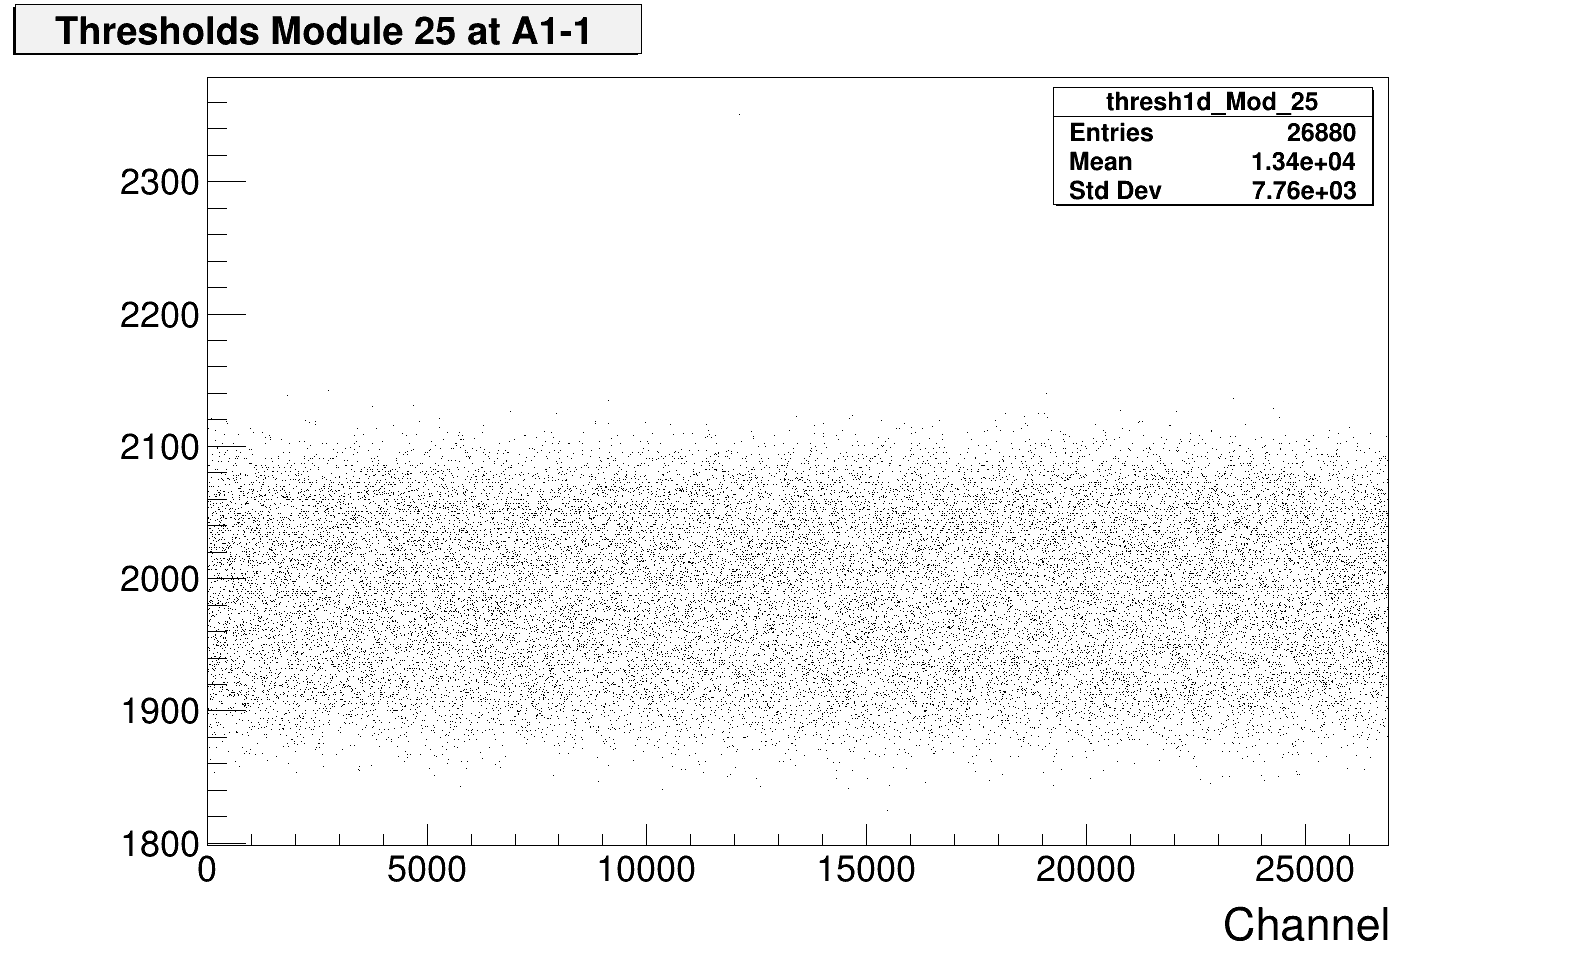 Thresholds Module 25 at A1-1
thresh1d_Mod_25
Entries 26880
Mean 1.34e+04
Std Dev 7.76e+03
2300
2200
2100
2000
1900
1800
0 5000 10000 15000 20000 25000
Channel